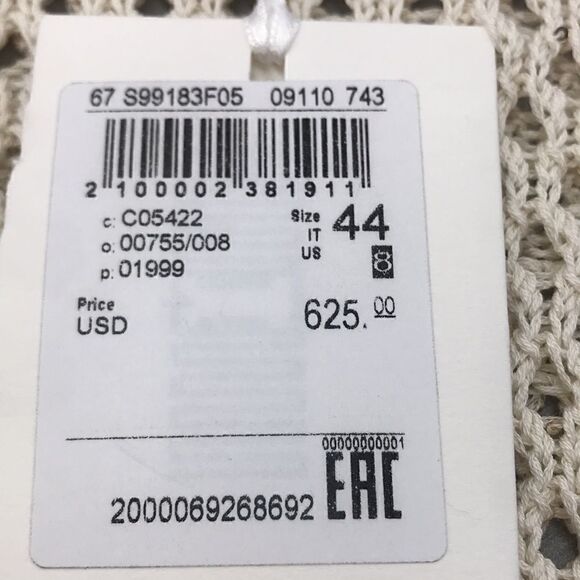 67 S99183F05 09110 743
2 100002 381911
c: C05422
o: 00755/008
p: 01999
Size
IT 44
US 8
Price
USD 625.00
00000000001
2000069268692 EAC